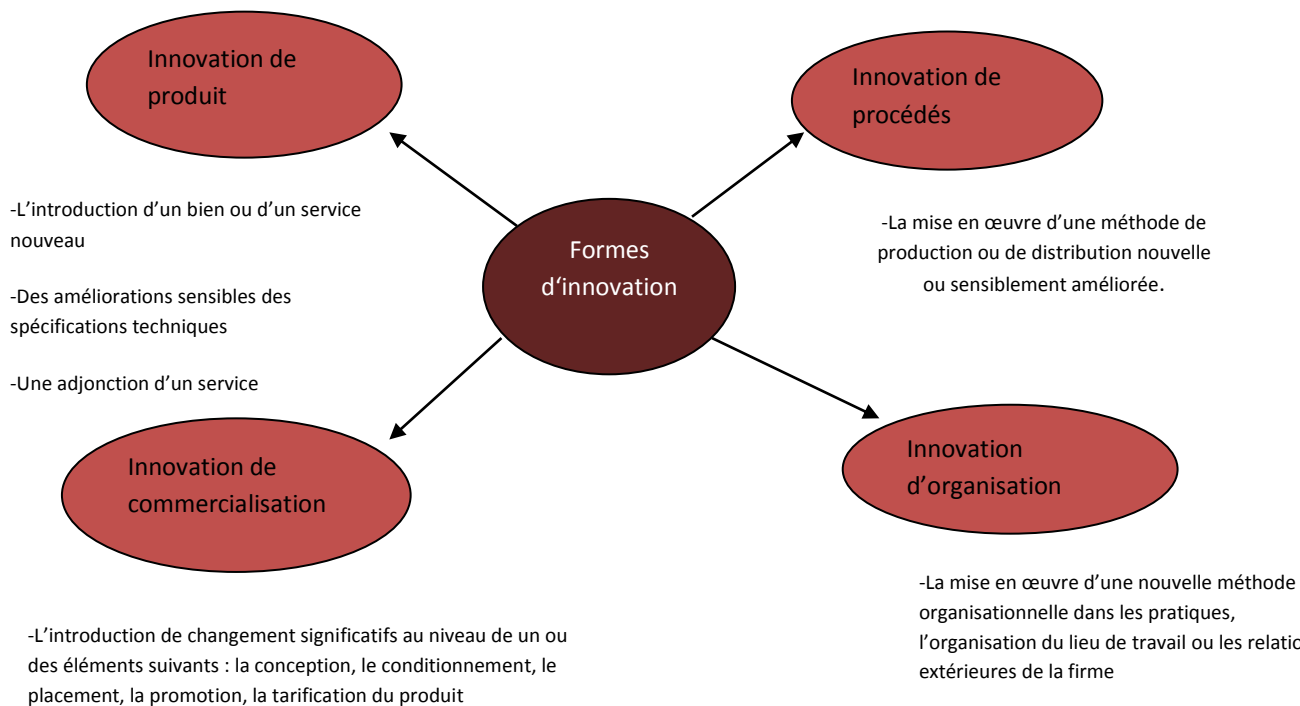 Innovation de
produit
Innovation de
procédés
-L’introduction d’un bien ou d’un service
nouveau
-Des améliorations sensibles des
spécifications techniques
-Une adjonction d’un service
Formes
d‘innovation
-La mise en œuvre d’une méthode de
production ou de distribution nouvelle
ou sensiblement améliorée.
Innovation de
commercialisation
Innovation
d’organisation
-L’introduction de changement significatifs au niveau de un ou
des éléments suivants : la conception, le conditionnement, le
placement, la promotion, la tarification du produit
-La mise en œuvre d’une nouvelle méthode
organisationnelle dans les pratiques,
l’organisation du lieu de travail ou les relatio
extérieures de la firme